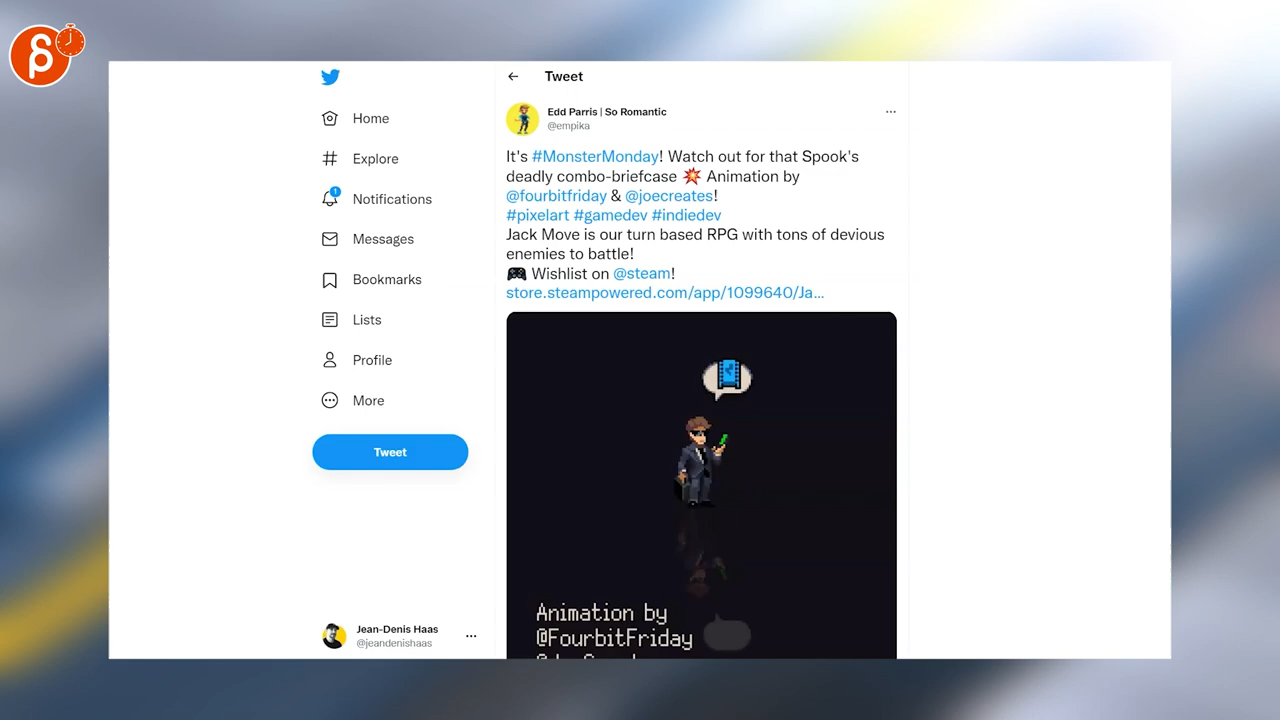 Tweet
Edd Parris | So Romantic
@empika
It's #MonsterMonday! Watch out for that Spook's
deadly combo-briefcase 💥 Animation by
@fourbitfriday & @joecreates!
#pixelart #gamedev #indiedev
Jack Move is our turn based RPG with tons of devious
enemies to battle!
🎮 Wishlist on @steam!
store.steampowered.com/app/1099640/Ja...
Home
Explore
1
Notifications
Messages
Bookmarks
Lists
Profile
More
Tweet
Animation by
@FourbitFriday
Jean-Denis Haas
@jeandenishaas